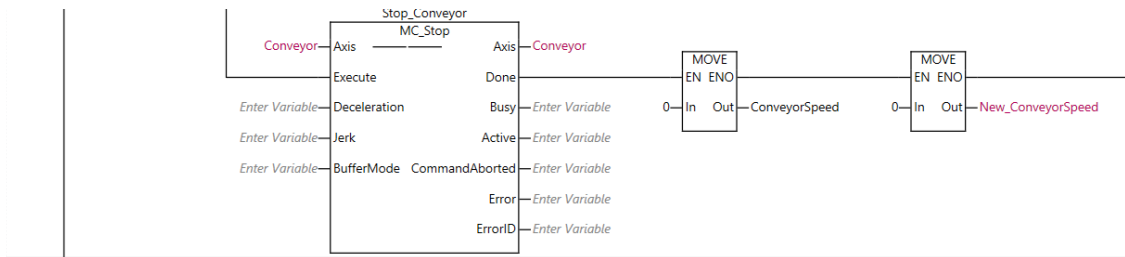 Stop_Conveyor
MC_Stop
Conveyor Axis Axis Conveyor
MOVE MOVE
Execute Done EN ENO EN ENO
Enter Variable Deceleration Busy Enter Variable 0 In Out ConveyorSpeed 0 In Out New_ConveyorSpeed
Enter Variable Jerk Active Enter Variable
Enter Variable BufferMode CommandAborted Enter Variable
Error Enter Variable
ErrorID Enter Variable